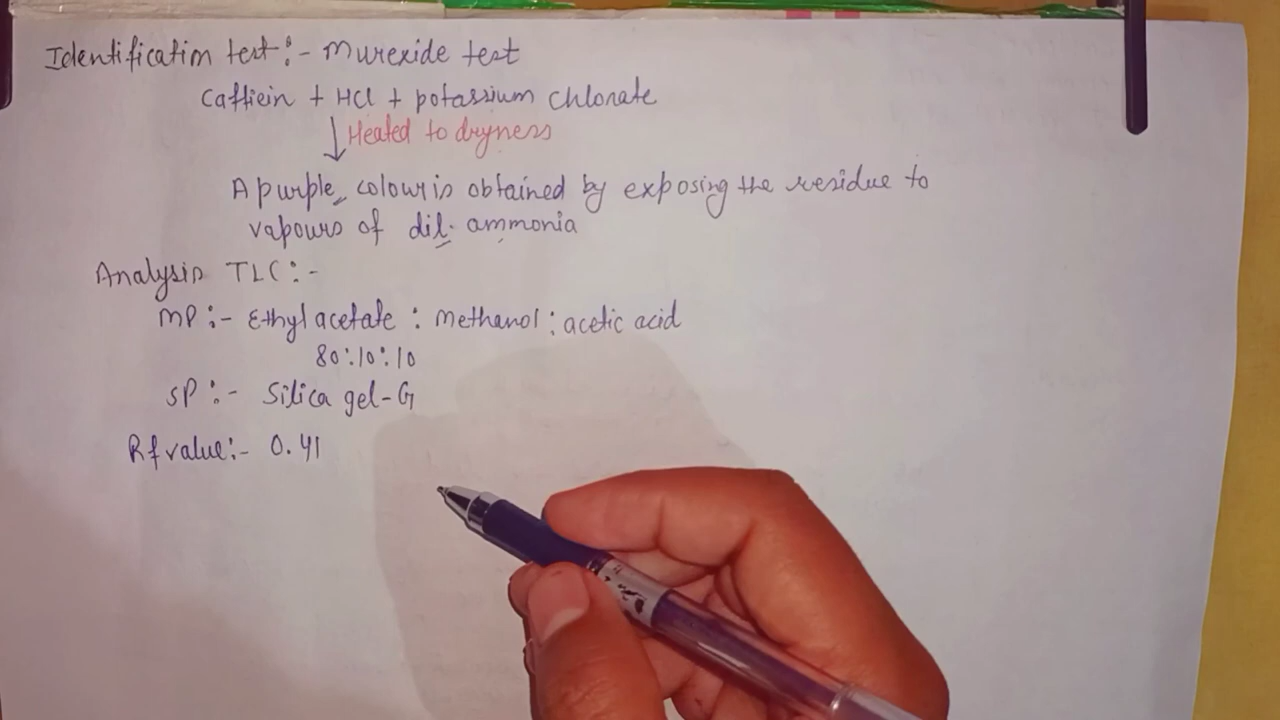 Identification test:- Murexide test
Caffiein + HCl + potassium chlorate
Heated to dryness
A purple colour is obtained by exposing the residue to
vapours of dil. ammonia
Analysis TLC:-
MP:- Ethyl acetate : Methanol : acetic acid
80:10:10
SP:- Silica gel-G
Rf value:- 0.41